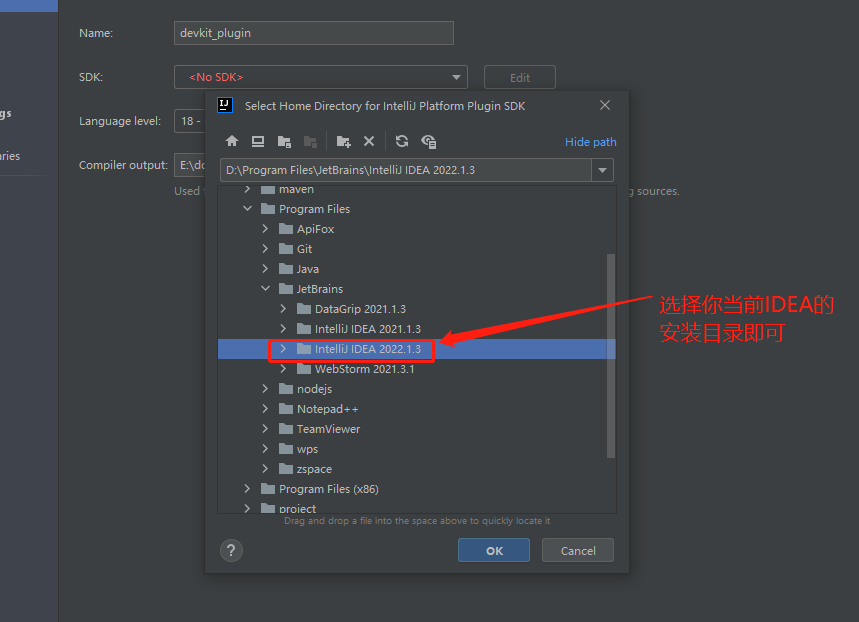 Name: devkit_plugin
SDK: <No SDK> Edit
IJ Select Home Directory for IntelliJ Platform Plugin SDK
gs
Language level: 18 -
Hide path
aries
Compiler output: E:\do
D:\Program Files\JetBrains\IntelliJ IDEA 2022.1.3
Used
g sources.
maven
Program Files
ApiFox
Git
Java
JetBrains
DataGrip 2021.1.3
IntelliJ IDEA 2021.1.3
IntelliJ IDEA 2022.1.3
WebStorm 2021.3.1
nodejs
Notepad++
TeamViewer
wps
zspace
Program Files (x86)
project
选择你当前IDEA的
安装目录即可
Drag and drop a file into the space above to quickly locate it
? OK Cancel